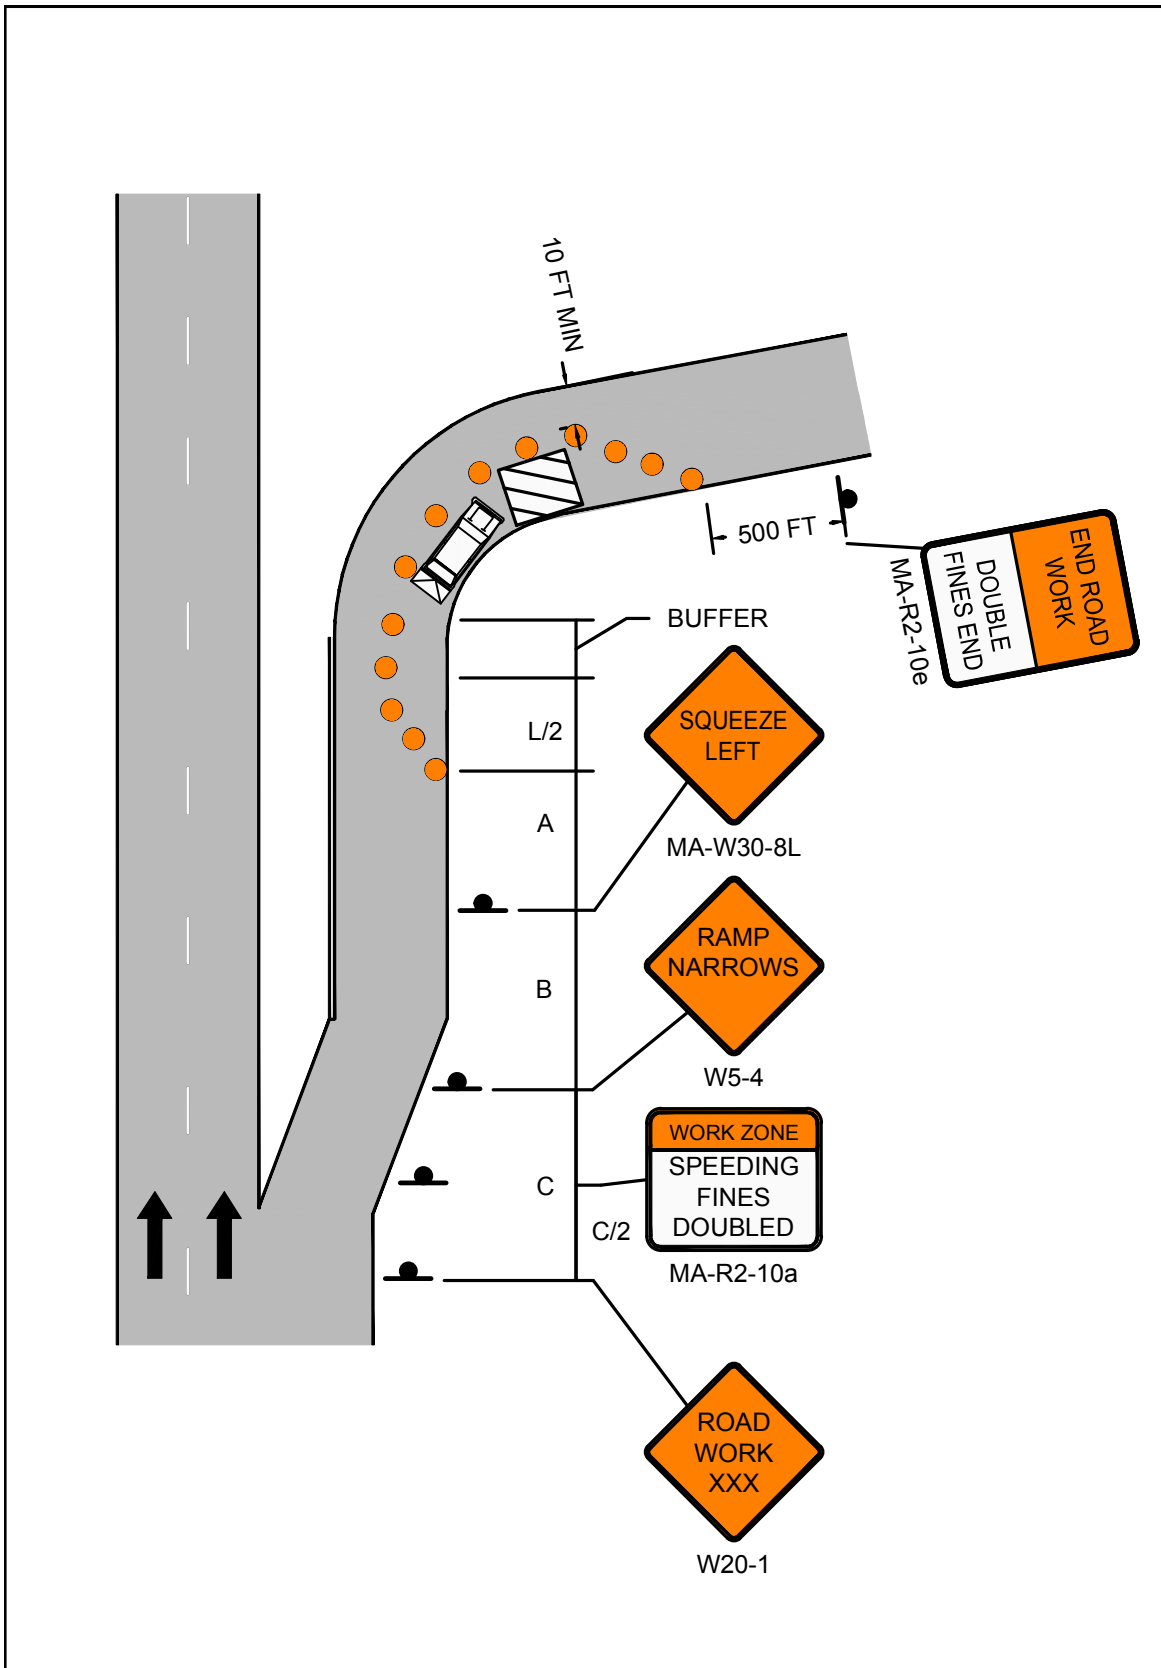 10 FT MIN
500 FT
END ROAD
WORK
DOUBLE
FINES END
MA-R2-10e
BUFFER
L/2
SQUEEZE
LEFT
MA-W30-8L
A
RAMP
NARROWS
W5-4
B
WORK ZONE
SPEEDING
FINES
DOUBLED
MA-R2-10a
C
C/2
ROAD
WORK
XXX
W20-1